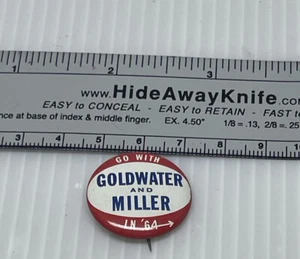 1 2 3
www.HideAwayKnife.com
EASY to CONCEAL - EASY to RETAIN - FAST t
nce at base of index & middle finger. EX. 4.50" 1/8 = .13, 2/8 = .25
3 4 5 6 7 8 9
GO WITH
GOLDWATER
AND
MILLER
IN '64